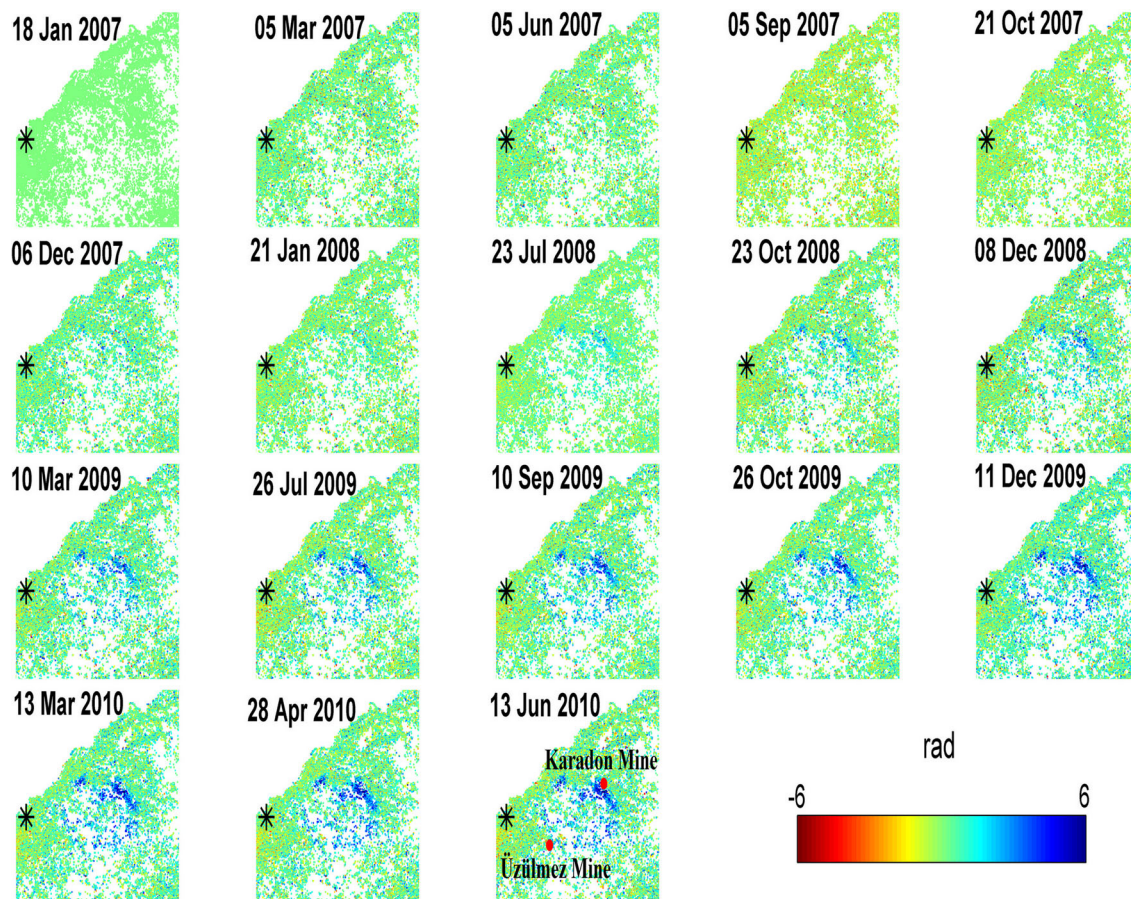 18 Jan 2007
05 Mar 2007
05 Jun 2007
05 Sep 2007
21 Oct 2007
06 Dec 2007
21 Jan 2008
23 Jul 2008
23 Oct 2008
08 Dec 2008
10 Mar 2009
26 Jul 2009
10 Sep 2009
26 Oct 2009
11 Dec 2009
13 Mar 2010
28 Apr 2010
13 Jun 2010
Karadon Mine
Üzülmez Mine
rad
-6 6